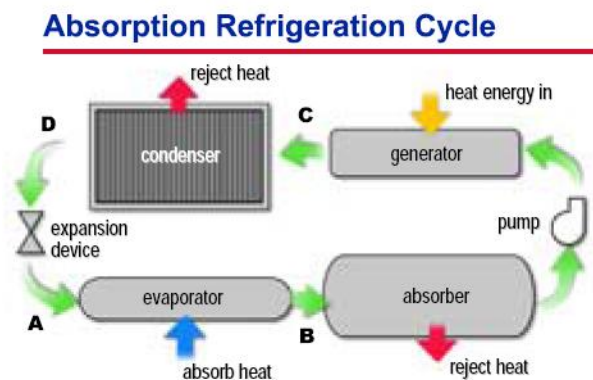 Absorption Refrigeration Cycle
reject heat
heat energy in
D
C
condenser
generator
expansion
device
pump
evaporator
absorber
A
B
absorb heat
reject heat